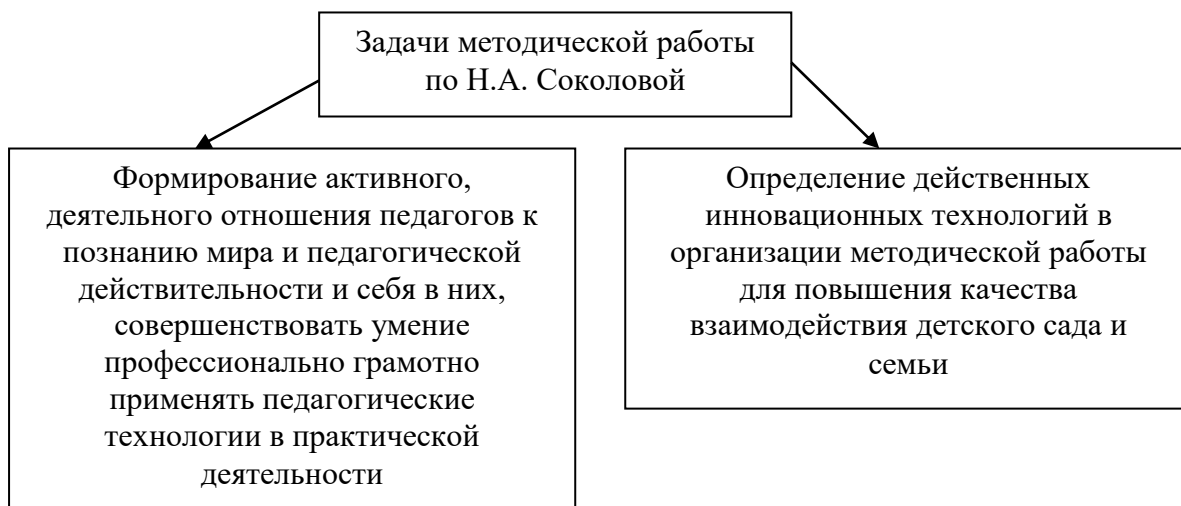 Задачи методической работы
по Н.А. Соколовой
Формирование активного,
деятельного отношения педагогов к
познанию мира и педагогической
действительности и себя в них,
совершенствовать умение
профессионально грамотно
применять педагогические
технологии в практической
деятельности
Определение действенных
инновационных технологий в
организации методической работы
для повышения качества
взаимодействия детского сада и
семьи